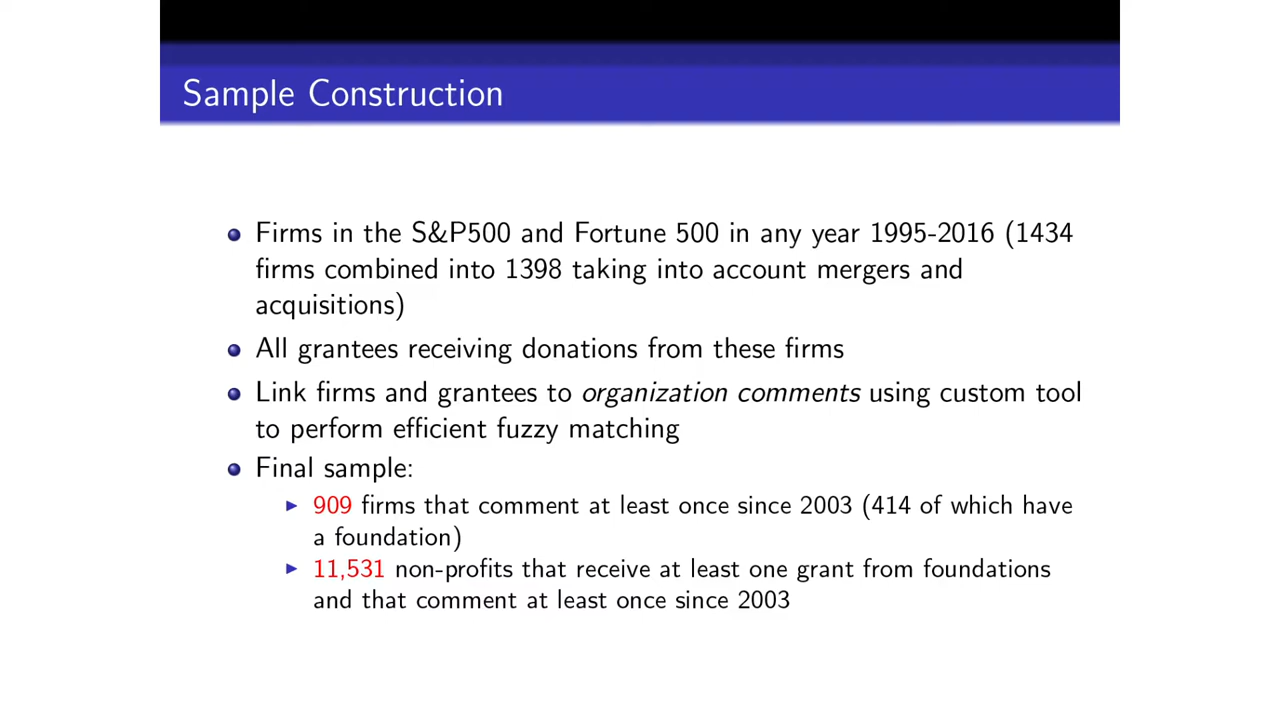 Sample Construction
Firms in the S&P500 and Fortune 500 in any year 1995-2016 (1434
firms combined into 1398 taking into account mergers and
acquisitions)
All grantees receiving donations from these firms
Link firms and grantees to organization comments using custom tool
to perform efficient fuzzy matching
Final sample:
909 firms that comment at least once since 2003 (414 of which have
a foundation)
11,531 non-profits that receive at least one grant from foundations
and that comment at least once since 2003